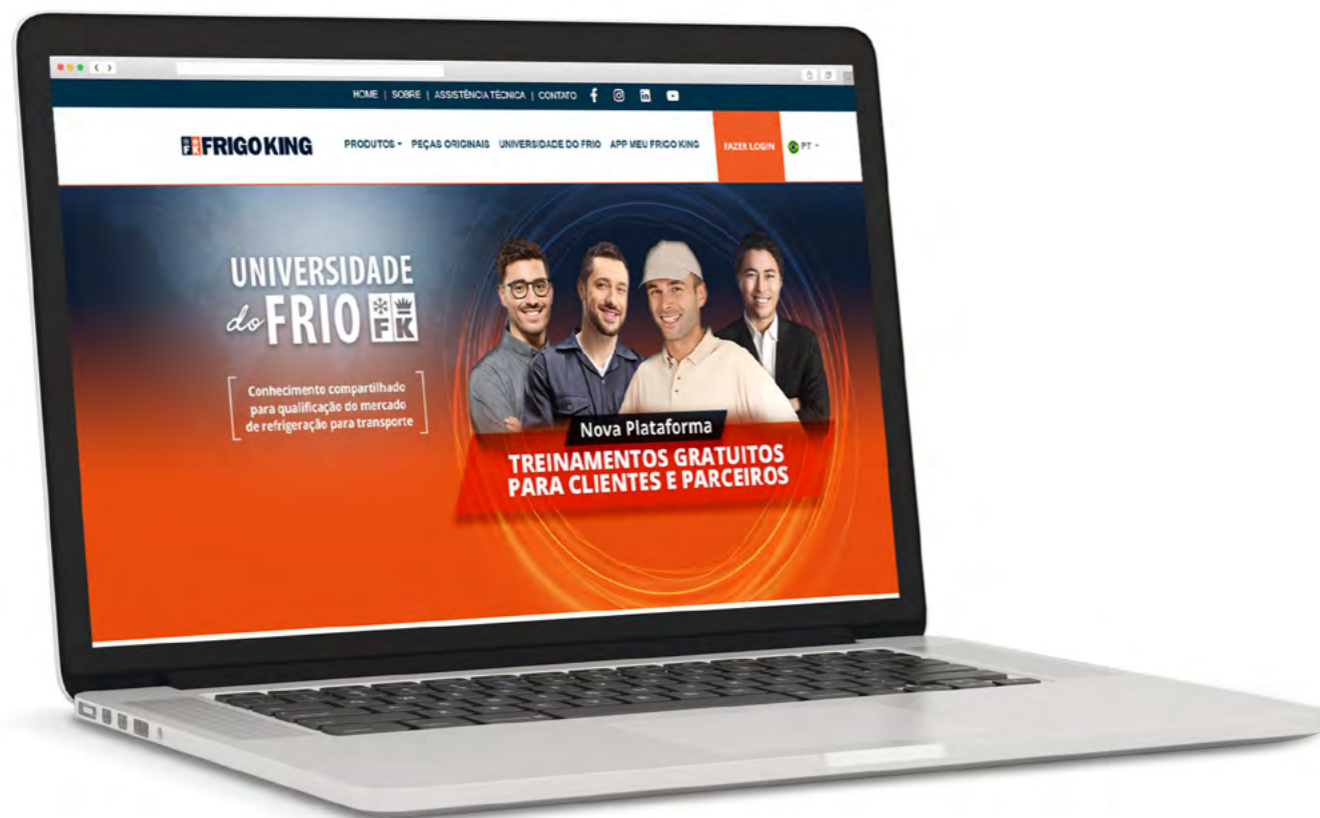 HOME | SOBRE | ASSISTÊNCIA TÉCNICA | CONTATO
FK FRIGOKING
PRODUTOS PEÇAS ORIGINAIS UNIVERSIDADE DO FRIO APP MEU FRIGO KING FAZER LOGIN PT
UNIVERSIDADE
do FRIO FK
Conhecimento compartilhado
para qualificação do mercado
de refrigeração para transporte
Nova Plataforma
TREINAMENTOS GRATUITOS
PARA CLIENTES E PARCEIROS